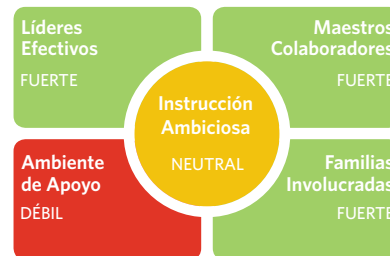 Líderes
Efectivos
FUERTE
Maestros
Colaboradores
FUERTE
Instrucción
Ambiciosa
NEUTRAL
Ambiente
de Apoyo
DÉBIL
Familias
Involucradas
FUERTE